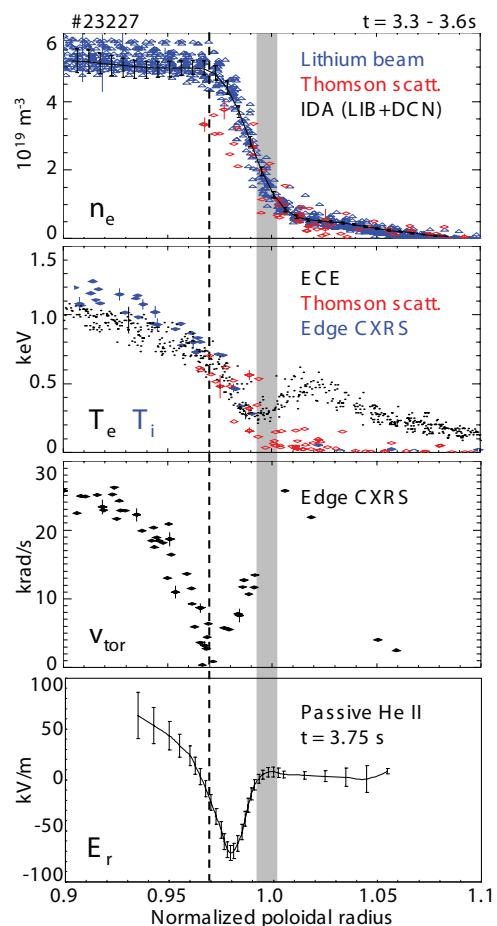 #23227 t = 3.3 - 3.6s
6
4
2
0
10^19 m^-3
Lithium beam
Thomson scatt.
IDA (LIB+DCN)
n_e
1.5
1.0
0.5
0
keV
ECE
Thomson scatt.
Edge CXRS
T_e T_i
30
20
10
0
krad/s
Edge CXRS
v_tor
100
50
0
-50
-100
kV/m
Passive He II
t = 3.75 s
E_r
0.9 0.95 1.0 1.05 1.1
Normalized poloidal radius